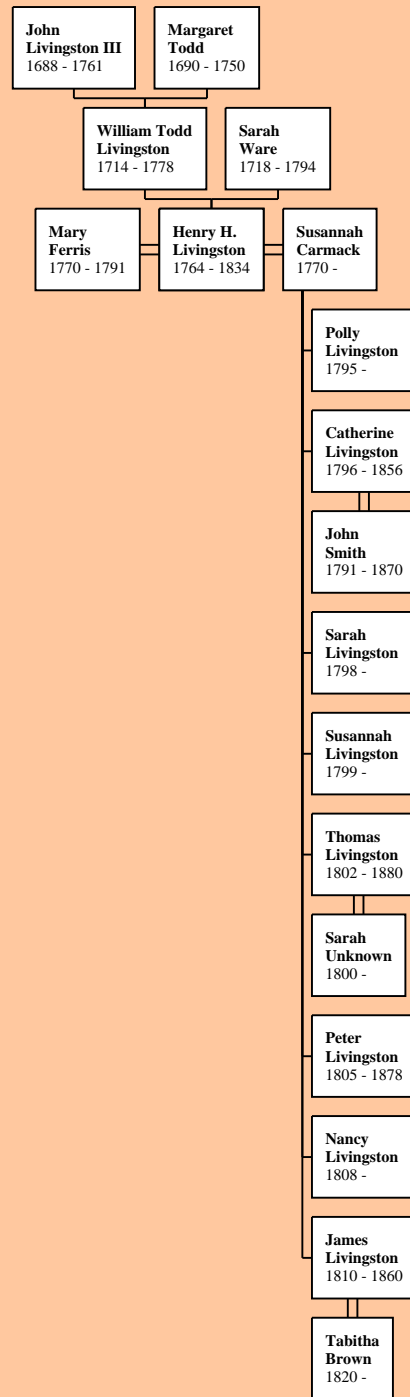 John
Livingston III
1688 - 1761
Margaret
Todd
1690 - 1750
William Todd
Livingston
1714 - 1778
Sarah
Ware
1718 - 1794
Mary
Ferris
1770 - 1791
Henry H.
Livingston
1764 - 1834
Susannah
Carmack
1770 -
Polly
Livingston
1795 -
Catherine
Livingston
1796 - 1856
John
Smith
1791 - 1870
Sarah
Livingston
1798 -
Susannah
Livingston
1799 -
Thomas
Livingston
1802 - 1880
Sarah
Unknown
1800 -
Peter
Livingston
1805 - 1878
Nancy
Livingston
1808 -
James
Livingston
1810 - 1860
Tabitha
Brown
1820 -